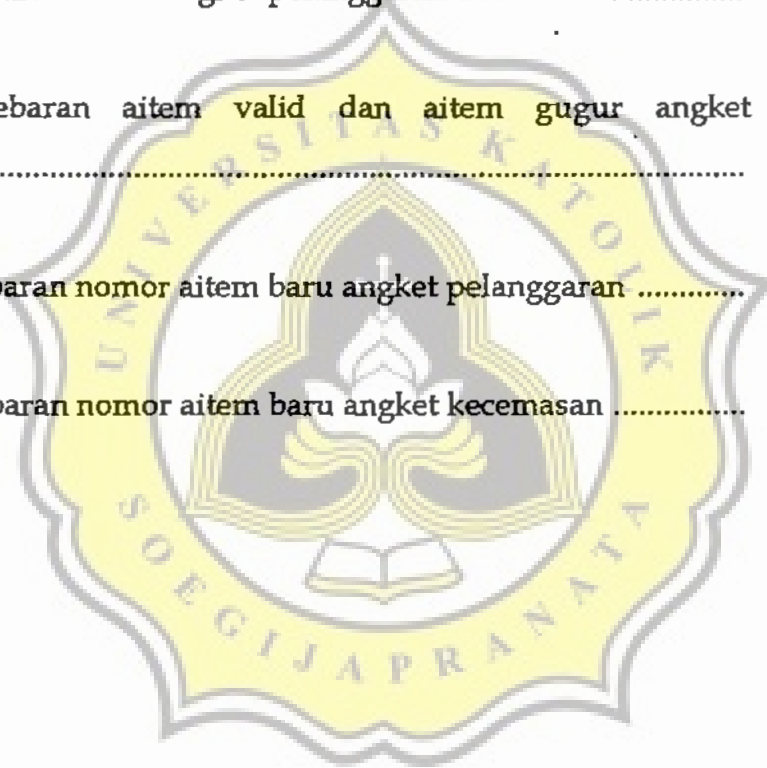 ebaran aitem valid dan aitem gugur angket
................................................................
baran nomor aitem baru angket pelanggaran .............
baran nomor aitem baru angket kecemasan ...............
UNIVERSITAS KATOLIK
SOEGIJAPRANATA